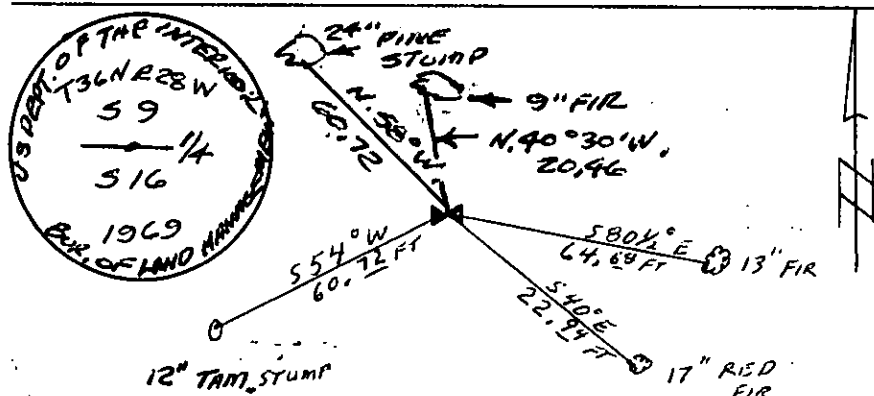 U S DEPT. OF THE INTERIOR
T36N R28W
S 9
1/4
S 16
1969
BUR. OF LAND MANAGEMENT
24" PINE
STUMP
N. 58° W
60.72
9" FIR
N. 40° 30' W.
20.46
S 54° W
60.72 FT
12" TAM. STUMP
S 80 1/2° E
64.68 FT
13" FIR
S 40° E
22.94 FT
17" RED
FIR
N